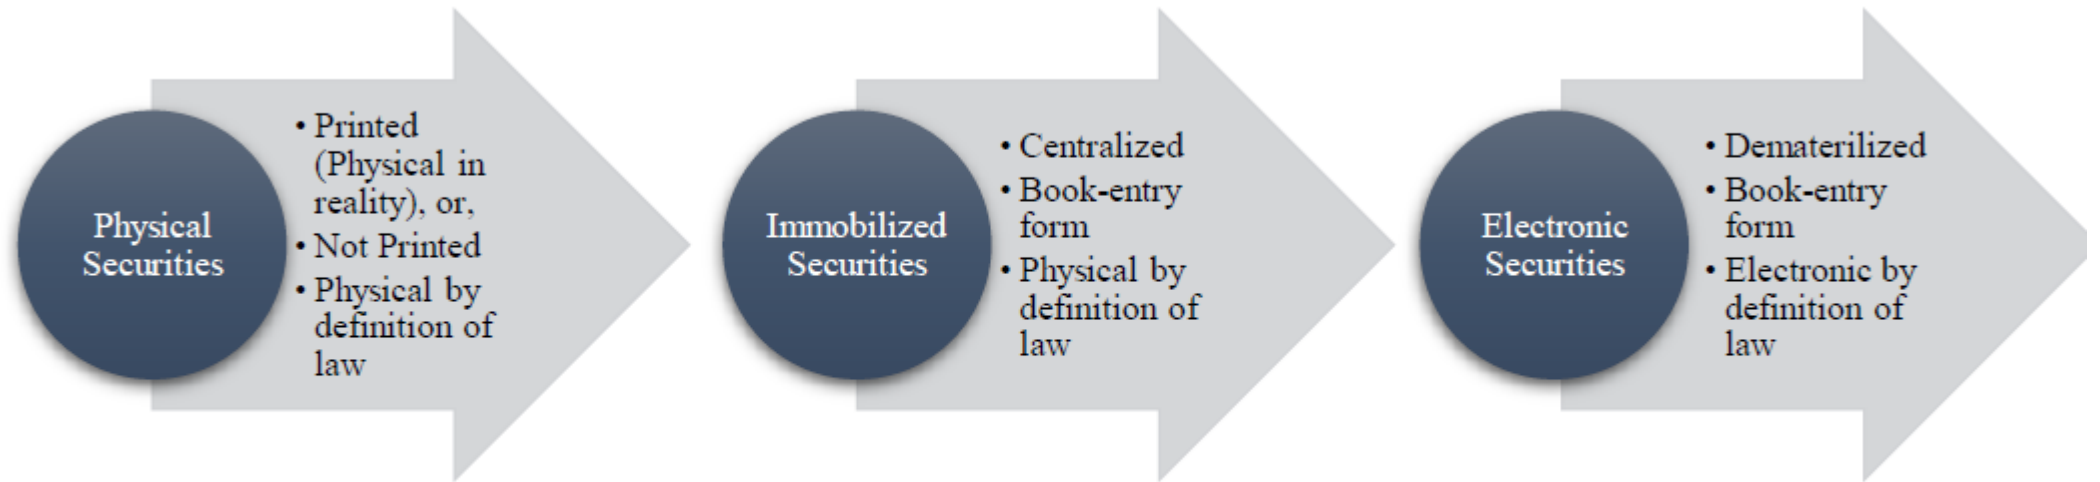 Physical
Securities
• Printed
(Physical in
reality), or,
• Not Printed
• Physical by
definition of
law
Immobilized
Securities
• Centralized
• Book-entry
form
• Physical by
definition of
law
Electronic
Securities
• Dematerilized
• Book-entry
form
• Electronic by
definition of
law